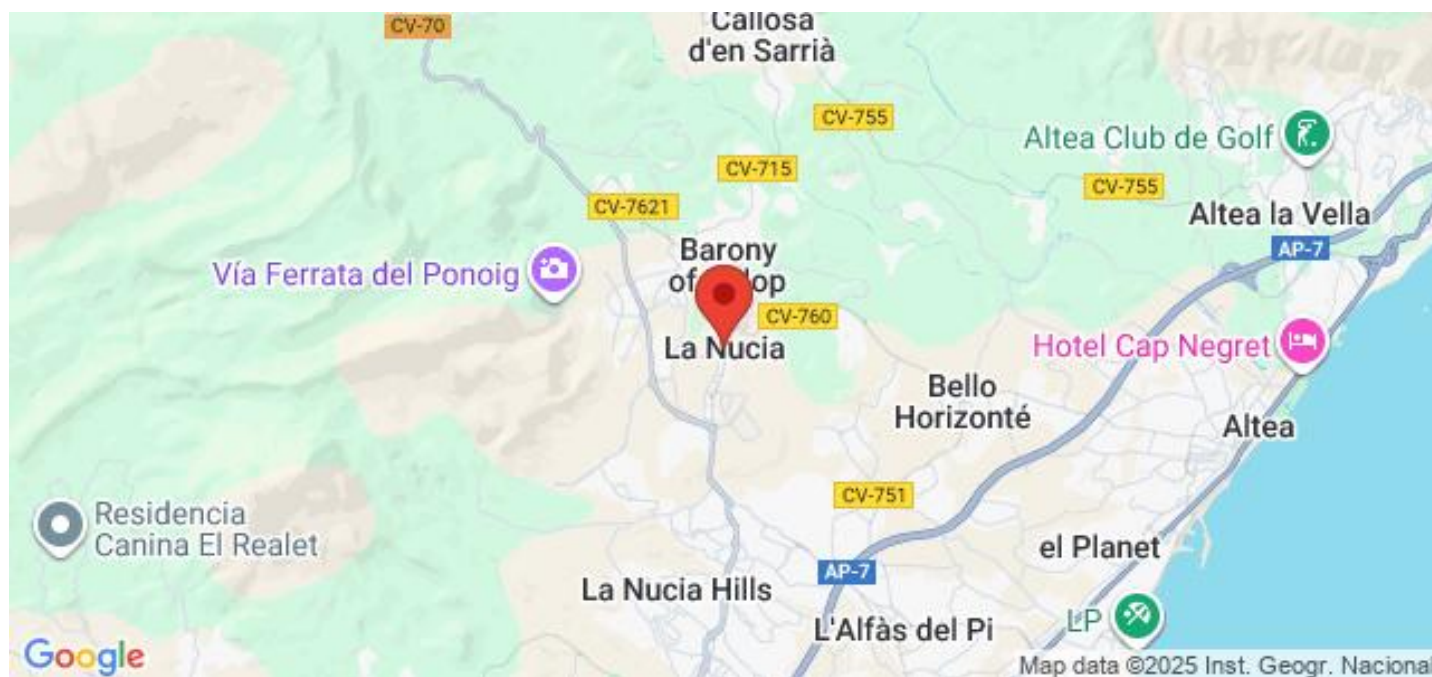 CV-70
Callosa
d'en Sarrià
CV-755
Altea Club de Golf
CV-715
CV-755
CV-7621
Altea la Vella
Barony
AP-7
Vía Ferrata del Ponoig
CV-760
La Nucia
Hotel Cap Negret
Bello
Horizonté
Altea
CV-751
Residencia
Canina El Realet
el Planet
AP-7
La Nucia Hills
L'Alfàs del Pi
LP
Google
Map data ©2025 Inst. Geogr. Nacional